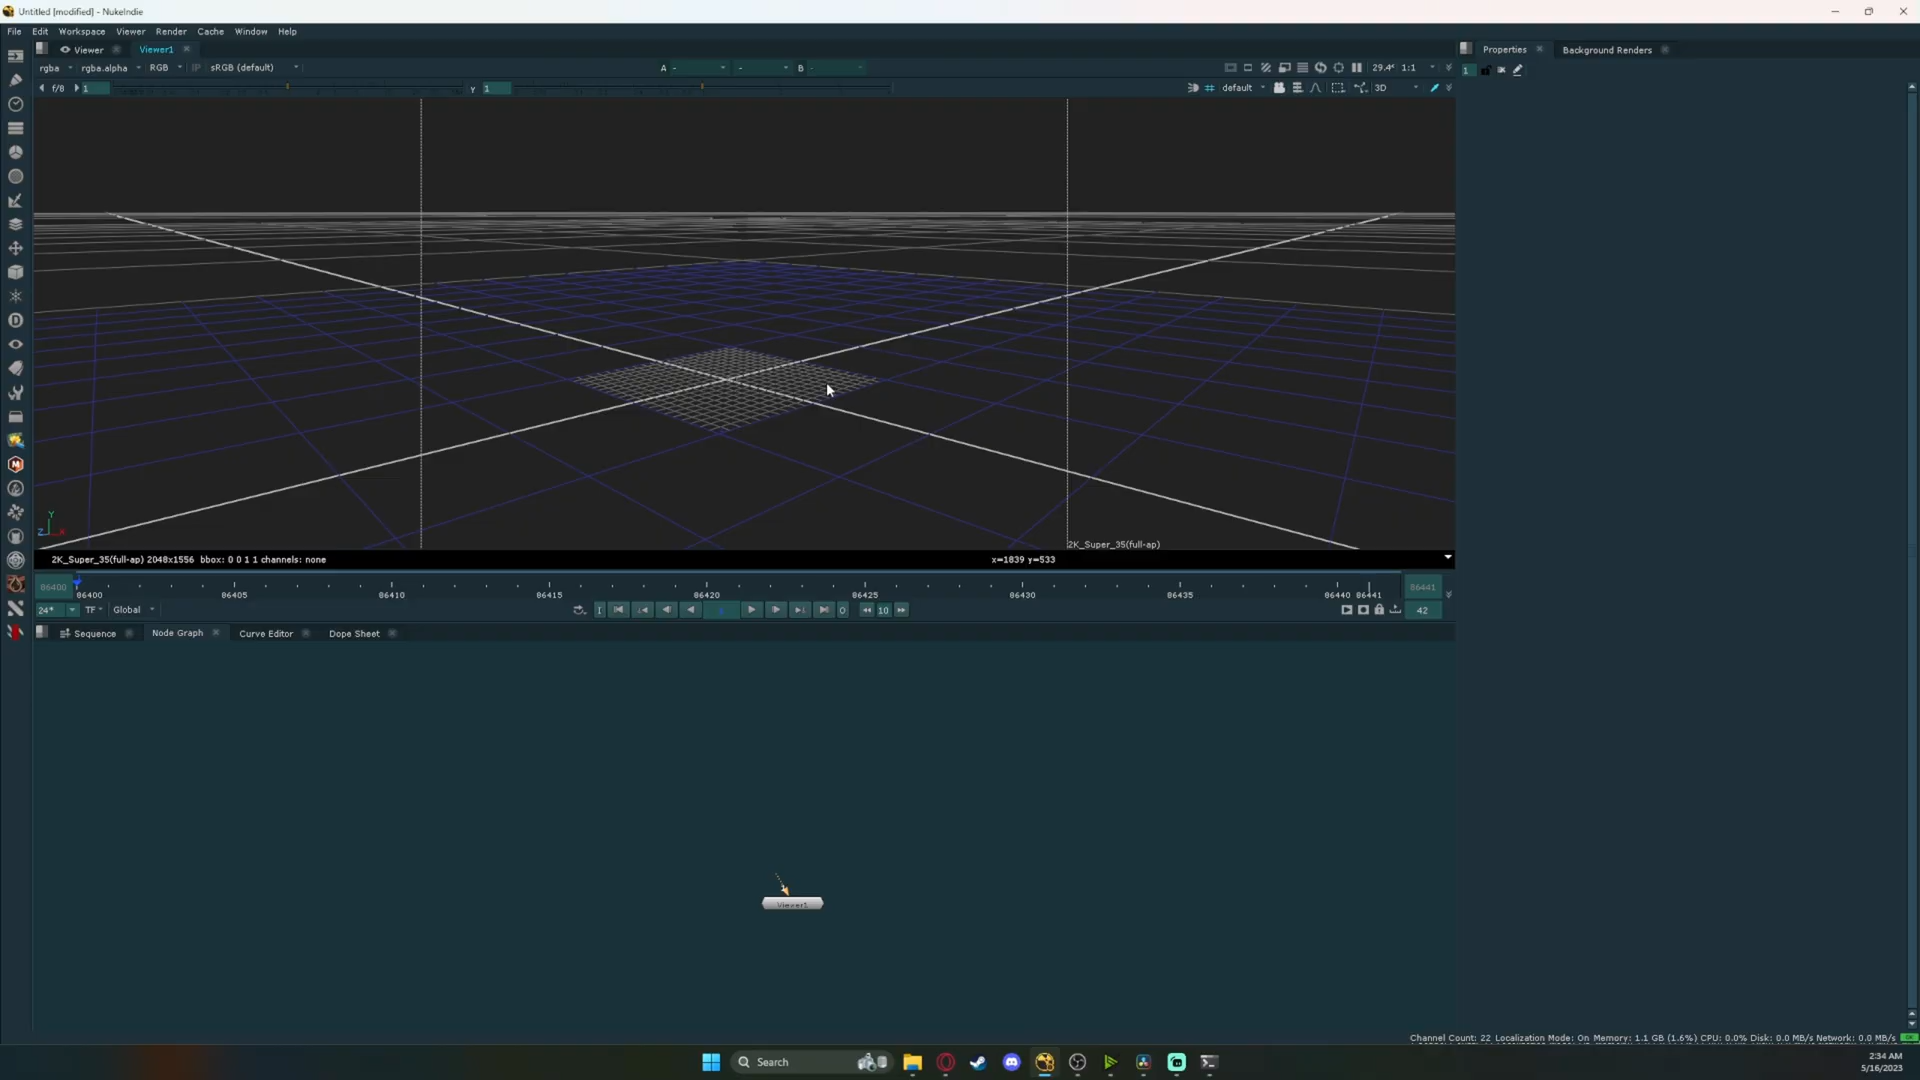 Untitled [modified] - NukeIndie
File Edit Workspace Viewer Render Cache Window Help
Viewer Viewer1 Properties Background Renders
rgba rgba.alpha RGB IP sRGB (default) A - - B - 29.4* 1:1 1
f/8 1 Y 1 default 3D
Y
Z X
2K_Super_35(full-ap)
2K_Super_35(full-ap) 2048x1556 bbox: 0 0 1 1 channels: none x=1839 y=533
86400 86400 86405 86410 86415 86420 86425 86430 86435 86440 86441 86441
24* TF Global I O 10 42
Sequence Node Graph Curve Editor Dope Sheet
Viewer1
Channel Count: 22 Localization Mode: On Memory: 1.1 GB (1.6%) CPU: 0.0% Disk: 0.0 MB/s Network: 0.0 MB/s
Search
2:34 AM
5/16/2023